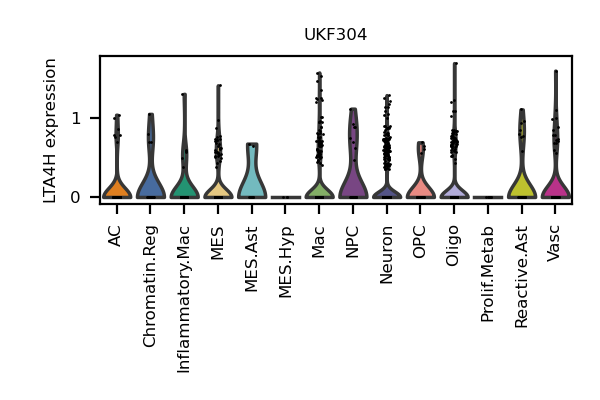 UKF304
LTA4H expression
1
0
AC
Chromatin.Reg
Inflammatory.Mac
MES
MES.Ast
MES.Hyp
Mac
NPC
Neuron
OPC
Oligo
Prolif.Metab
Reactive.Ast
Vasc